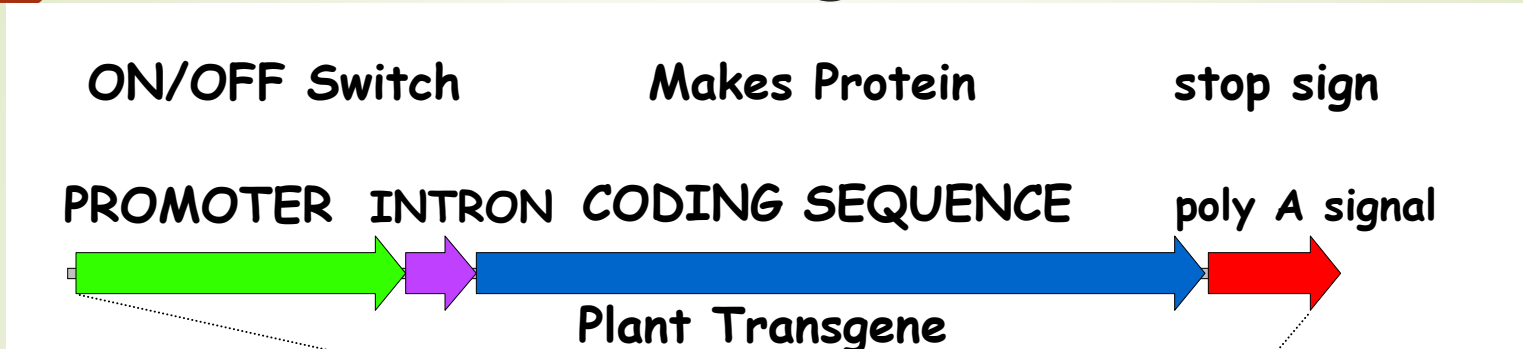 ON/OFF Switch Makes Protein stop sign
PROMOTER INTRON CODING SEQUENCE poly A signal
Plant Transgene